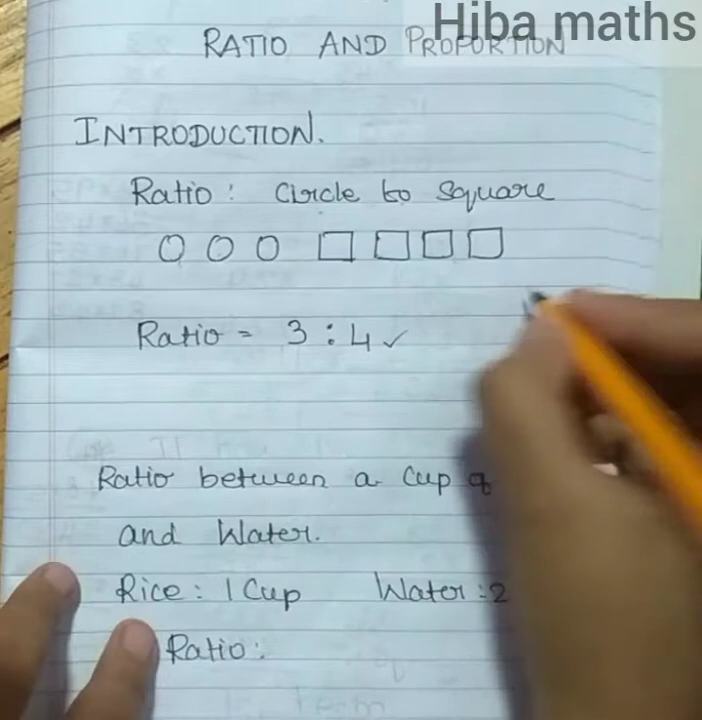 Hiba maths
RATIO AND PROPORTION
INTRODUCTION.
Ratio: Circle to Square
Ratio = 3 : 4 ✓
Ratio between a Cup
and Water.
Rice: 1 Cup Water: 2
Ratio: